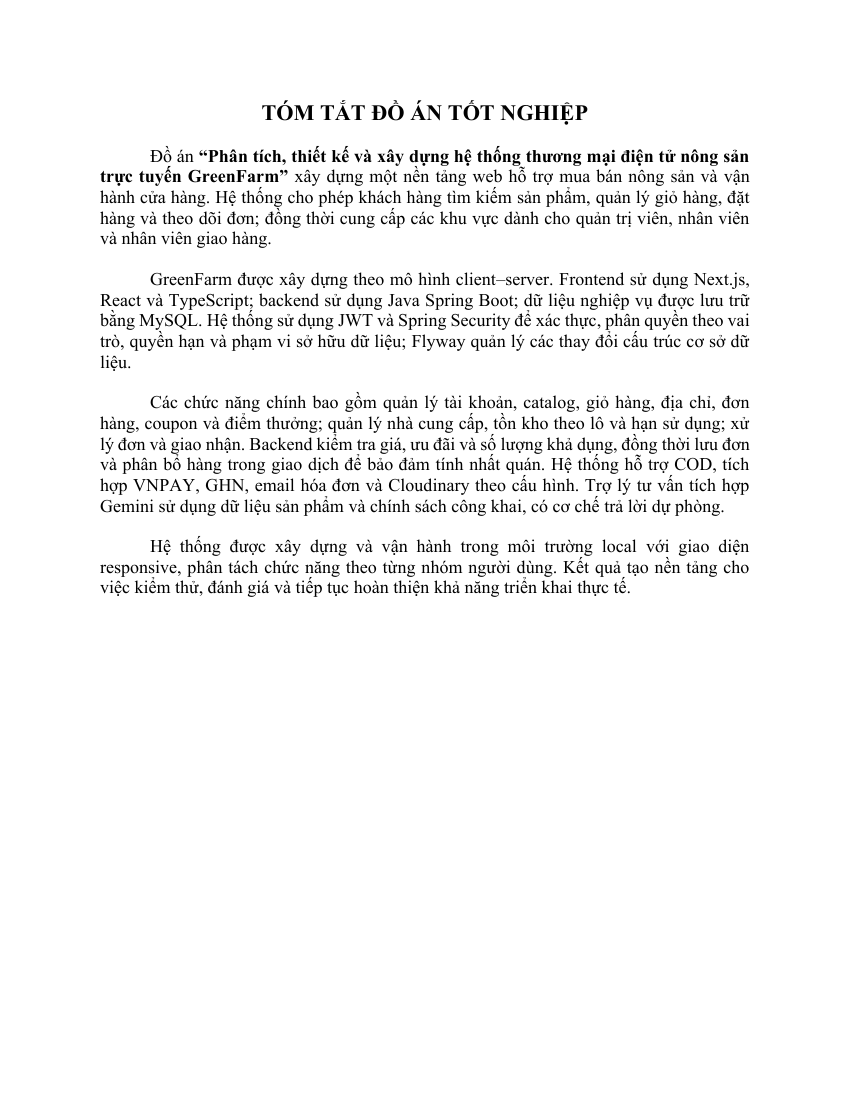 TÓM TẮT ĐỒ ÁN TỐT NGHIỆP
Đồ án “Phân tích, thiết kế và xây dựng hệ thống thương mại điện tử nông sản
trực tuyến GreenFarm” xây dựng một nền tảng web hỗ trợ mua bán nông sản và vận
hành cửa hàng. Hệ thống cho phép khách hàng tìm kiếm sản phẩm, quản lý giỏ hàng, đặt
hàng và theo dõi đơn; đồng thời cung cấp các khu vực dành cho quản trị viên, nhân viên
và nhân viên giao hàng.
GreenFarm được xây dựng theo mô hình client–server. Frontend sử dụng Next.js,
React và TypeScript; backend sử dụng Java Spring Boot; dữ liệu nghiệp vụ được lưu trữ
bằng MySQL. Hệ thống sử dụng JWT và Spring Security để xác thực, phân quyền theo vai
trò, quyền hạn và phạm vi sở hữu dữ liệu; Flyway quản lý các thay đổi cấu trúc cơ sở dữ
liệu.
Các chức năng chính bao gồm quản lý tài khoản, catalog, giỏ hàng, địa chỉ, đơn
hàng, coupon và điểm thưởng; quản lý nhà cung cấp, tồn kho theo lô và hạn sử dụng; xử
lý đơn và giao nhận. Backend kiểm tra giá, ưu đãi và số lượng khả dụng, đồng thời lưu đơn
và phân bổ hàng trong giao dịch để bảo đảm tính nhất quán. Hệ thống hỗ trợ COD, tích
hợp VNPAY, GHN, email hóa đơn và Cloudinary theo cấu hình. Trợ lý tư vấn tích hợp
Gemini sử dụng dữ liệu sản phẩm và chính sách công khai, có cơ chế trả lời dự phòng.
Hệ thống được xây dựng và vận hành trong môi trường local với giao diện
responsive, phân tách chức năng theo từng nhóm người dùng. Kết quả tạo nền tảng cho
việc kiểm thử, đánh giá và tiếp tục hoàn thiện khả năng triển khai thực tế.